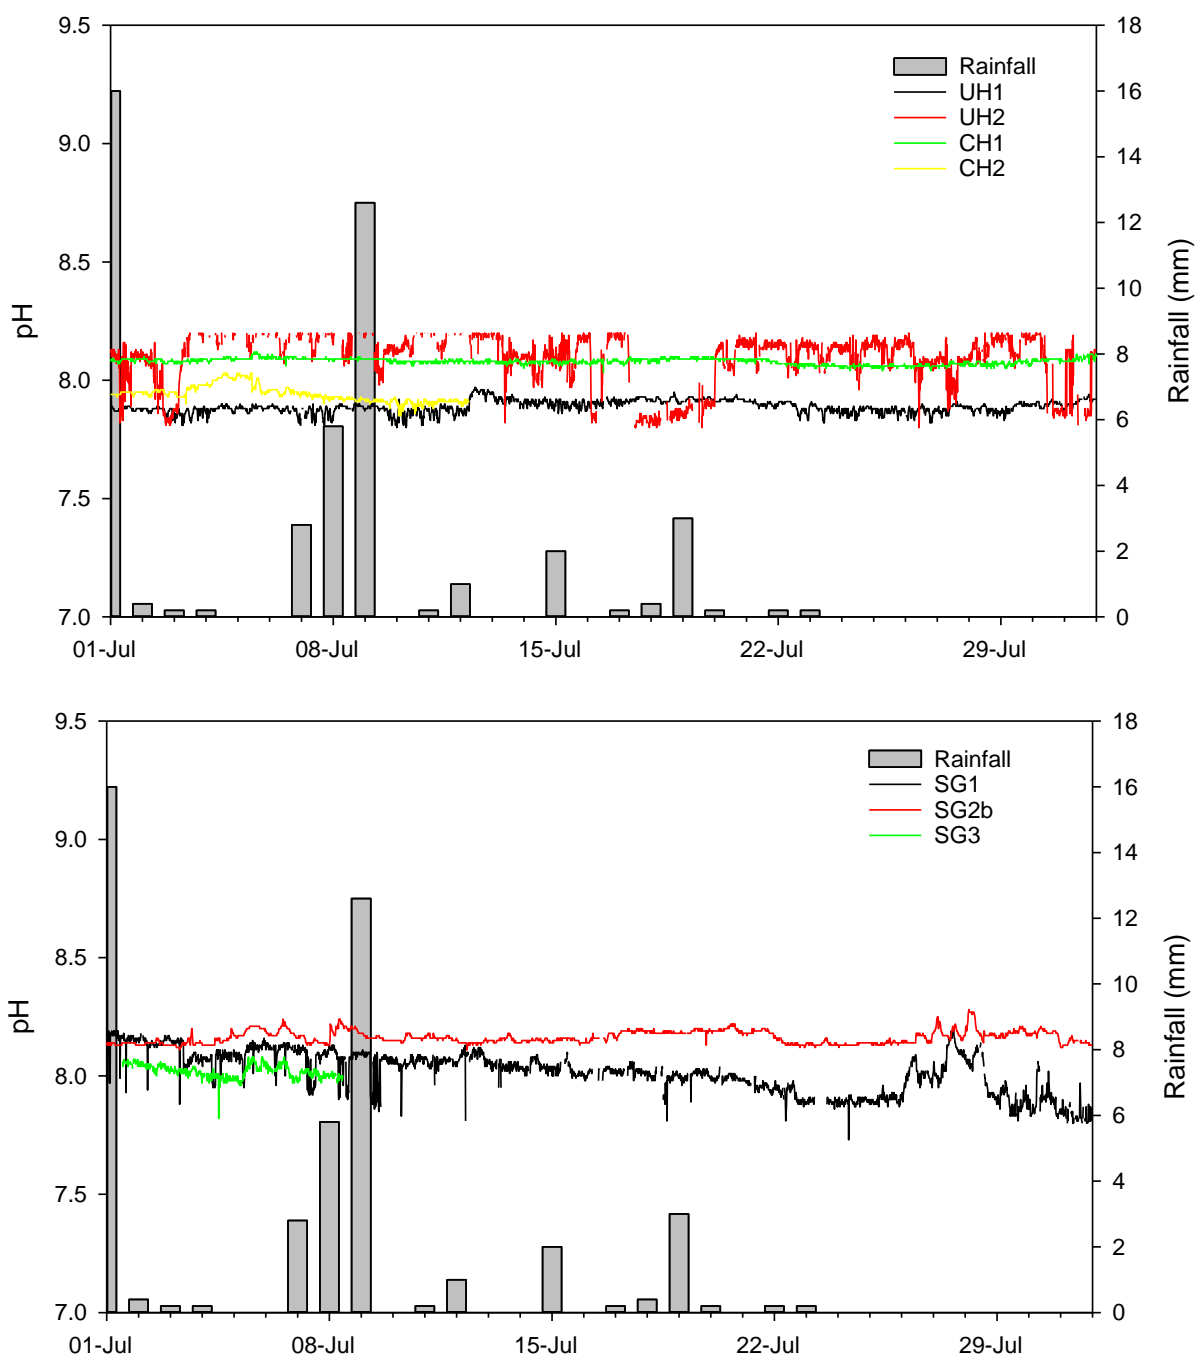 9.5
9.0
8.5
8.0
7.5
7.0
pH
18
16
14
12
10
8
6
4
2
0
Rainfall (mm)
Rainfall
UH1
UH2
CH1
CH2
01-Jul
08-Jul
15-Jul
22-Jul
29-Jul
9.5
9.0
8.5
8.0
7.5
7.0
pH
18
16
14
12
10
8
6
4
2
0
Rainfall (mm)
Rainfall
SG1
SG2b
SG3
01-Jul
08-Jul
15-Jul
22-Jul
29-Jul